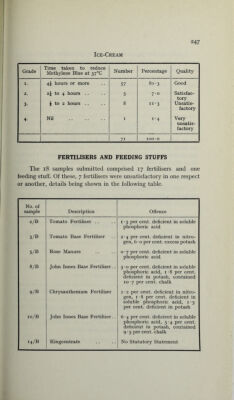 247
ICE-CREAM
Grade
Time taken to reduce Methylene Blue at 37°C
Number
Percentage
Quality
1.
4½ hours or more
57
80·3
Good
2.
2½ to 4 hours ..
5
7·0
Satisfac-
tory
3.
½ to 2 hours ..
8
11·3
Unsatis-
factory
4.
Nil .. ..
1
1·4
Very
unsatis-
factory
71
100·0
FERTILISERS AND FEEDING STUFFS
The 18 samples submitted comprised 17 fertilisers and one
feeding stuff. Of these, 7 fertilisers were unsatisfactory in one respect
or another, details being shown in the following table.
No. of
sample
Description
Offence
2/B
Tomato Fertiliser .. ..
1·5 per cent. deficient in soluble
phosphoric acid
3/B
Tomato Base Fertiliser ..
2·4 per cent. deficient in nitro-
gen, 6·0 per cent. excess potash
5/B
Rose Manure .. ..
0·7 per cent. deficient in soluble
phosphoric acid
8/B
John Innes Base Fertiliser ..
3·0 per cent. deficient in soluble
phosphoric acid, 1·8 per cent.
deficient in potash, contained
10·7 per cent. chalk
9/B
Chrysanthemum Fertiliser
1·2 per cent. deficient in nitro-
gen, 1·8 per cent. deficient in
soluble phosphoric acid, 1·3
per cent. deficient in potash
10/B
John Innes Base Fertiliser ..
6·4 per cent. deficient in soluble
phosphoric acid, 5·4 per cent.
deficient in potash, contained
9·3 per cent. chalk
14/B
Kingcentrate .. ..
No Statutory Statement